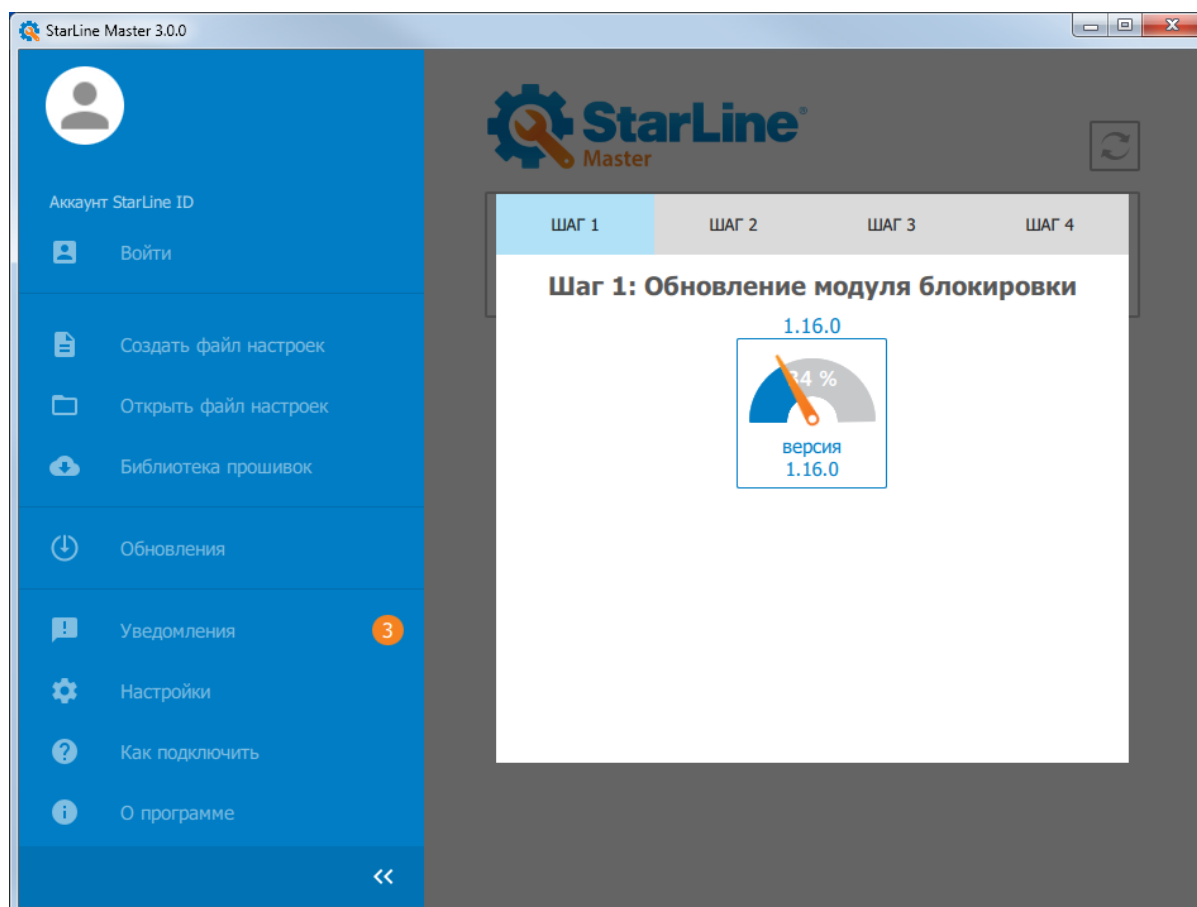 StarLine Master 3.0.0
Аккаунт StarLine ID
Войти
Создать файл настроек
Открыть файл настроек
Библиотека прошивок
Обновления
Уведомления
3
Настройки
Как подключить
О программе
StarLine®
Master
ШАГ 1
ШАГ 2
ШАГ 3
ШАГ 4
Шаг 1: Обновление модуля блокировки
1.16.0
34 %
версия
1.16.0